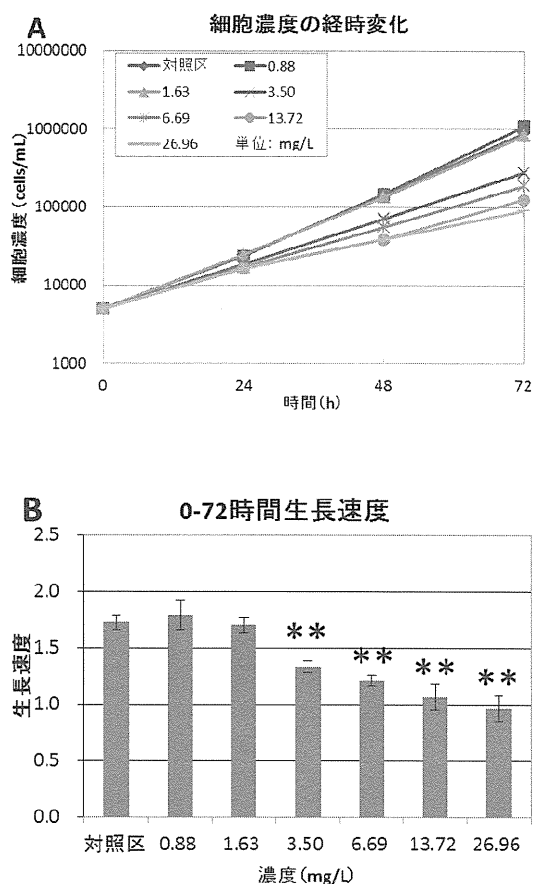 A 細胞濃度の経時変化
10000000
1000000
100000
10000
1000
細胞濃度(cells/mL)
対照区 0.88
1.63 3.50
6.69 13.72
26.96 単位: mg/L
0 24 48 72
時間(h)
B 0-72時間生長速度
2.5
2.0
1.5
1.0
0.5
0.0
生長速度
** ** ** **
対照区 0.88 1.63 3.50 6.69 13.72 26.96
濃度(mg/L)